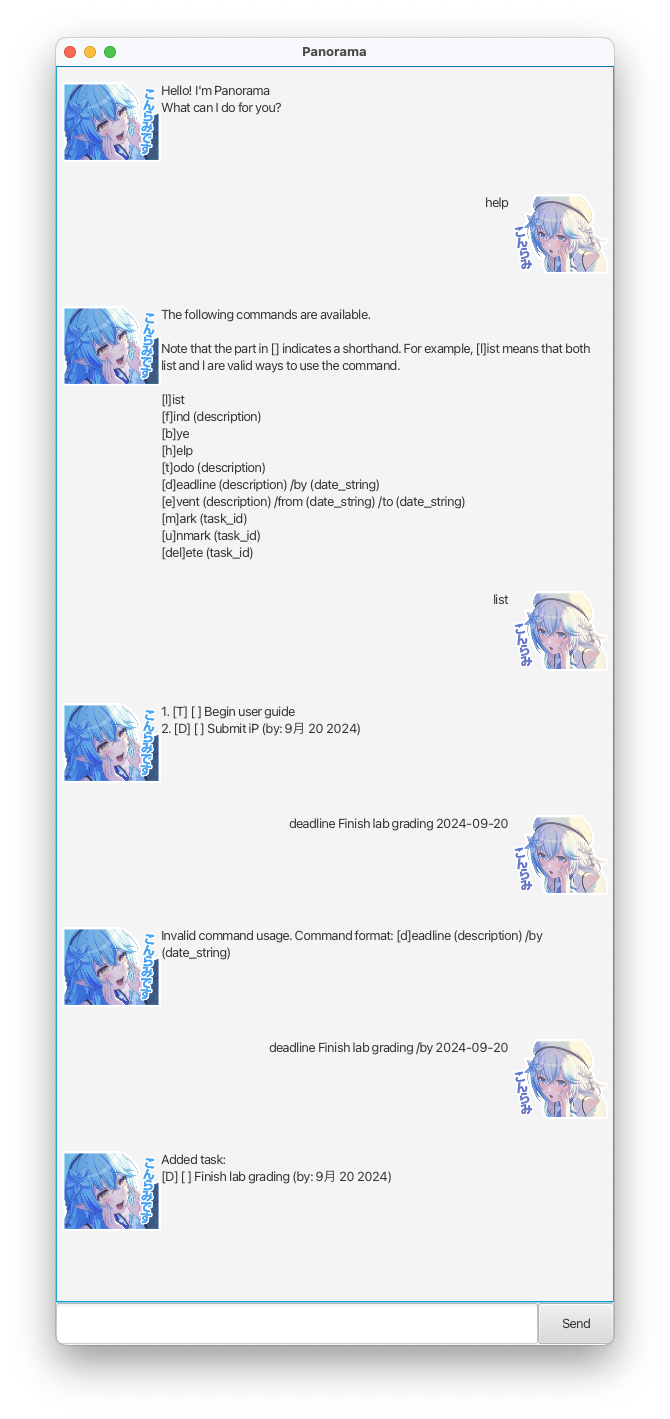 Panorama
Hello! I'm Panorama
What can I do for you?
こんらみです
help
こんらみ
The following commands are available.
Note that the part in [] indicates a shorthand. For example, [l]ist means that both
list and l are valid ways to use the command.
[l]ist
[f]ind (description)
[b]ye
[h]elp
[t]odo (description)
[d]eadline (description) /by (date_string)
[e]vent (description) /from (date_string) /to (date_string)
[m]ark (task_id)
[u]nmark (task_id)
[del]ete (task_id)
こんらみです
list
こんらみ
1. [T] [ ] Begin user guide
2. [D] [ ] Submit iP (by: 9月 20 2024)
こんらみです
deadline Finish lab grading 2024-09-20
こんらみ
Invalid command usage. Command format: [d]eadline (description) /by
(date_string)
こんらみです
deadline Finish lab grading /by 2024-09-20
こんらみ
Added task:
[D] [ ] Finish lab grading (by: 9月 20 2024)
こんらみです
Send